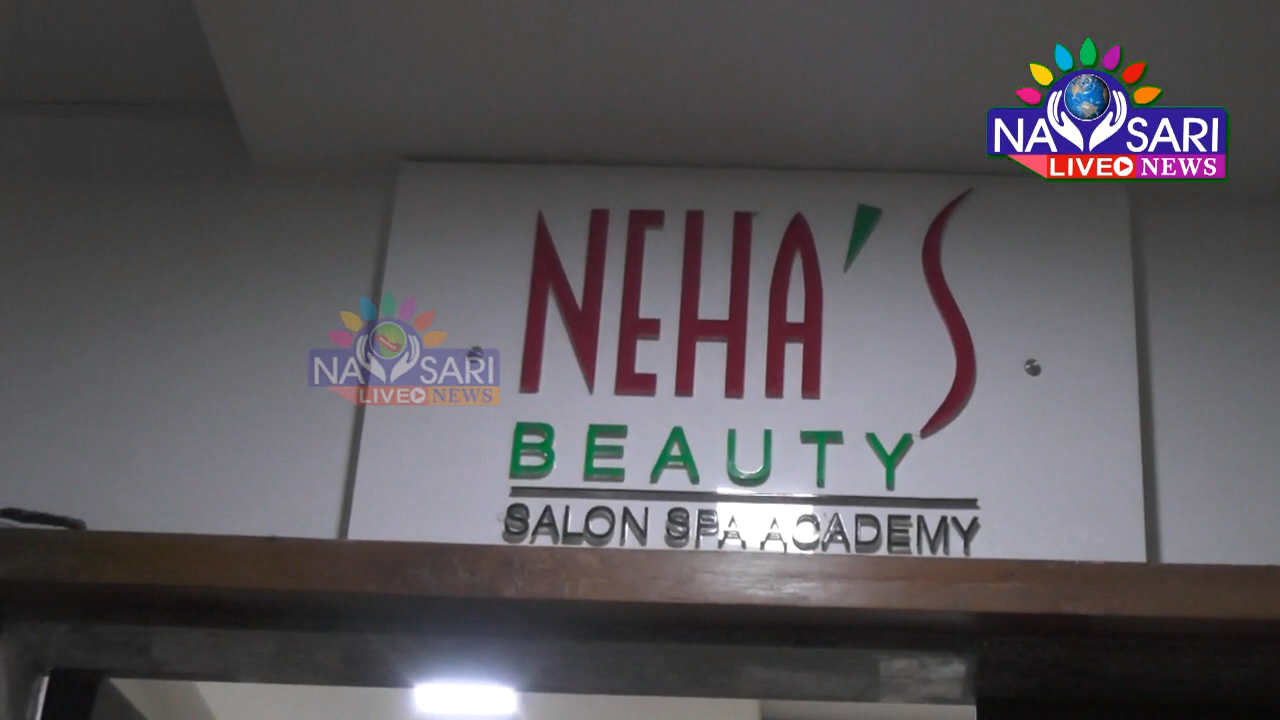 NAVSARI
LIVE NEWS
NEHA'S
NAVSARI
LIVE NEWS
BEAUTY
SALON SPA ACADEMY